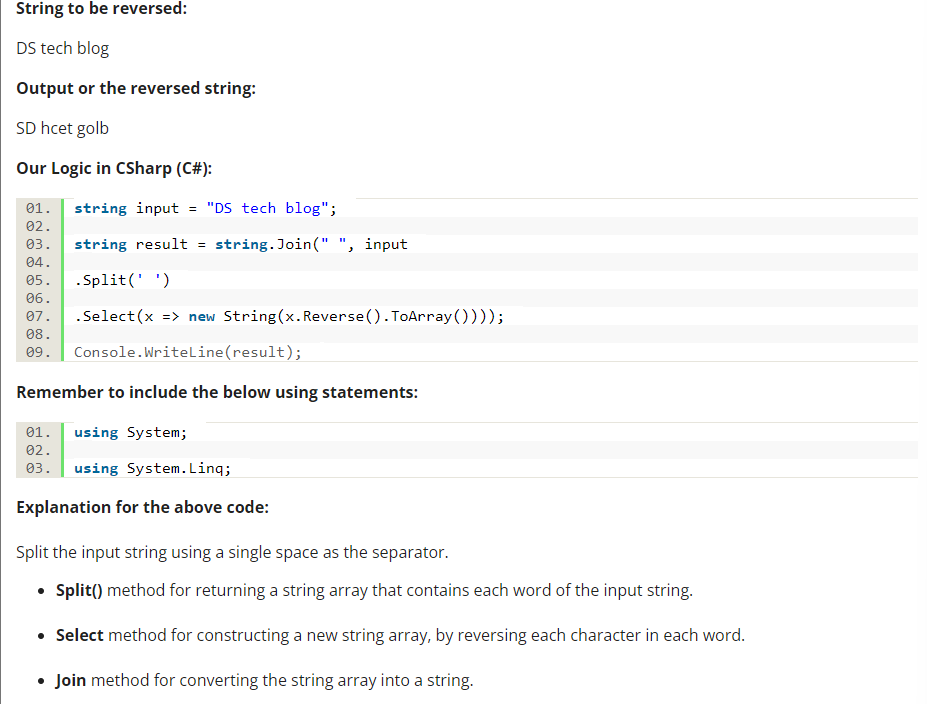 String to be reversed:
DS tech blog
Output or the reversed string:
SD hcet golb
Our Logic in CSharp (C#):
01. string input = "DS tech blog";
02.
03. string result = string.Join(" ", input
04.
05. .Split(' ')
06.
07. .Select(x => new String(x.Reverse().ToArray())));
08.
09. Console.WriteLine(result);
Remember to include the below using statements:
01. using System;
02.
03. using System.Linq;
Explanation for the above code:
Split the input string using a single space as the separator.
• Split() method for returning a string array that contains each word of the input string.
• Select method for constructing a new string array, by reversing each character in each word.
• Join method for converting the string array into a string.